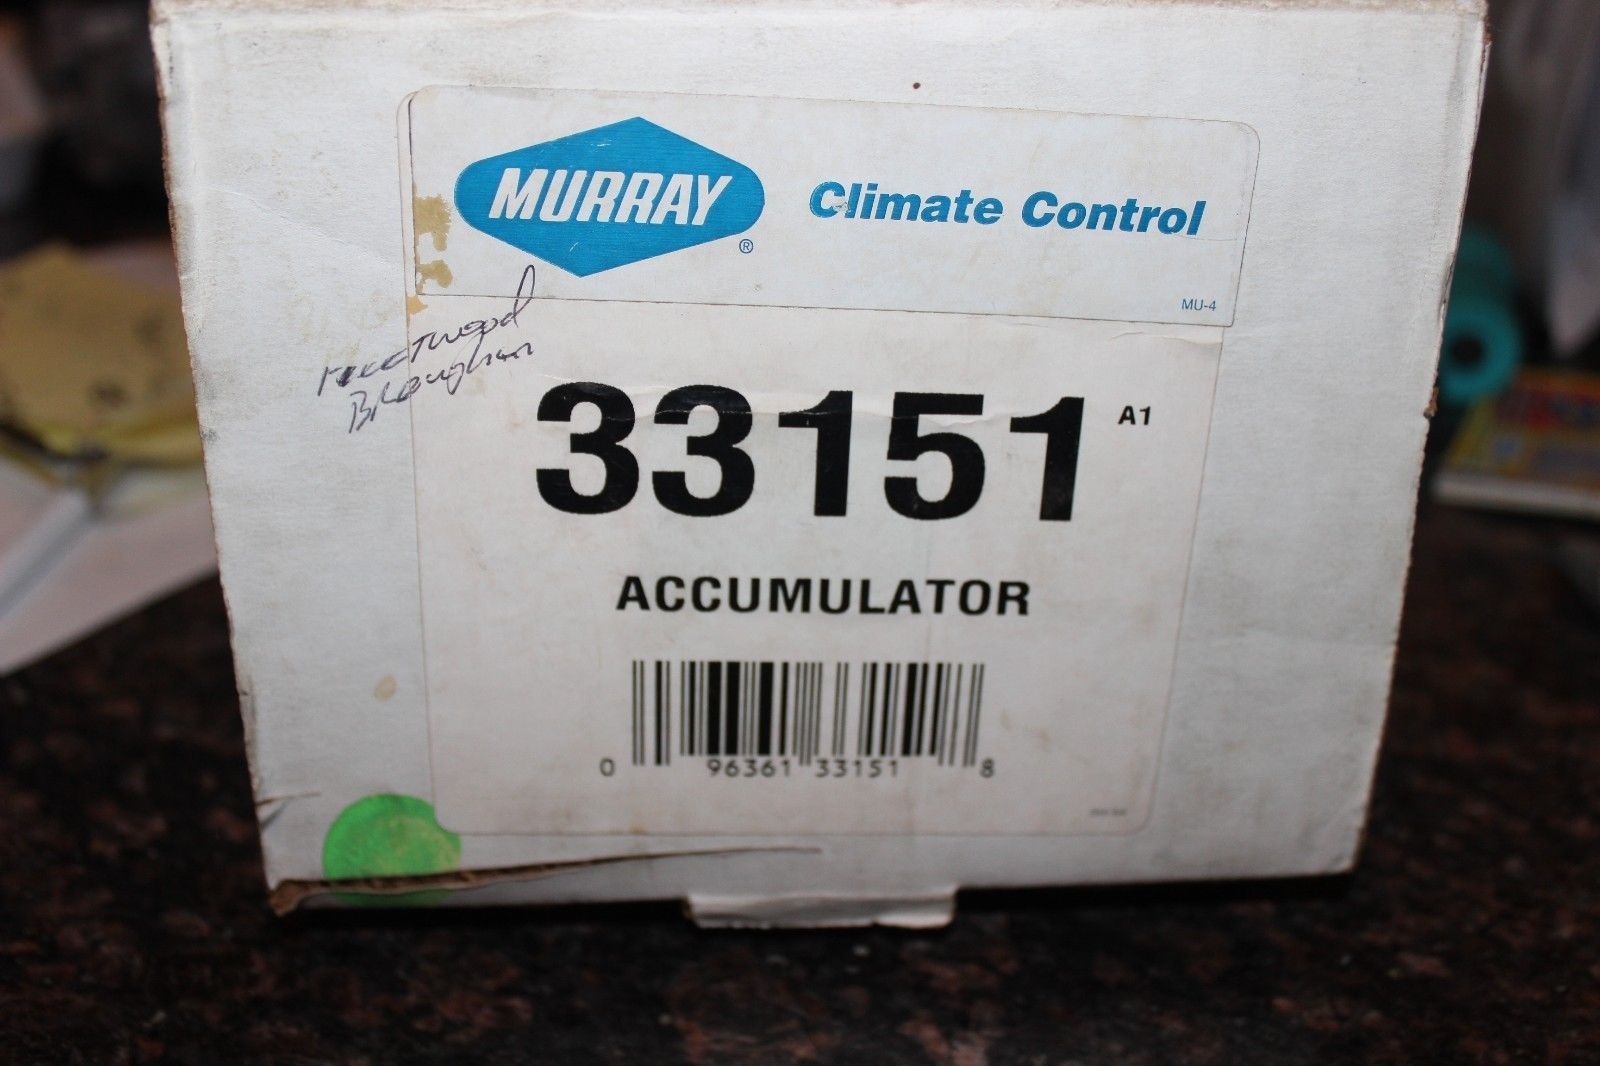 MURRAY ®
Climate Control
MU-4
Fleetwood
Brougham
33151 A1
ACCUMULATOR
0 96361 33151 8